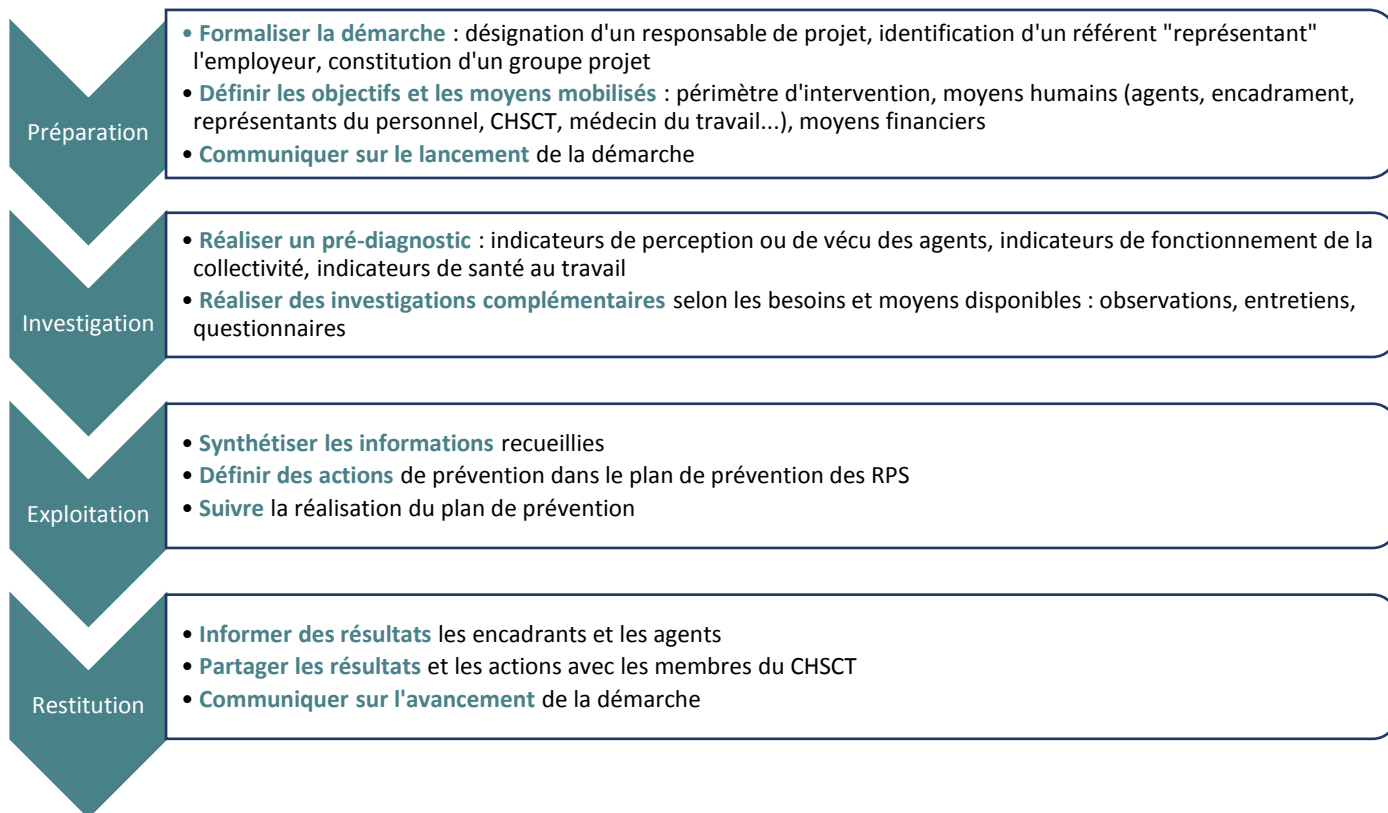 Préparation
• Formaliser la démarche : désignation d'un responsable de projet, identification d'un référent "représentant"
l'employeur, constitution d'un groupe projet
• Définir les objectifs et les moyens mobilisés : périmètre d'intervention, moyens humains (agents, encadrament,
représentants du personnel, CHSCT, médecin du travail...), moyens financiers
• Communiquer sur le lancement de la démarche
Investigation
• Réaliser un pré-diagnostic : indicateurs de perception ou de vécu des agents, indicateurs de fonctionnement de la
collectivité, indicateurs de santé au travail
• Réaliser des investigations complémentaires selon les besoins et moyens disponibles : observations, entretiens,
questionnaires
Exploitation
• Synthétiser les informations recueillies
• Définir des actions de prévention dans le plan de prévention des RPS
• Suivre la réalisation du plan de prévention
Restitution
• Informer des résultats les encadrants et les agents
• Partager les résultats et les actions avec les membres du CHSCT
• Communiquer sur l'avancement de la démarche